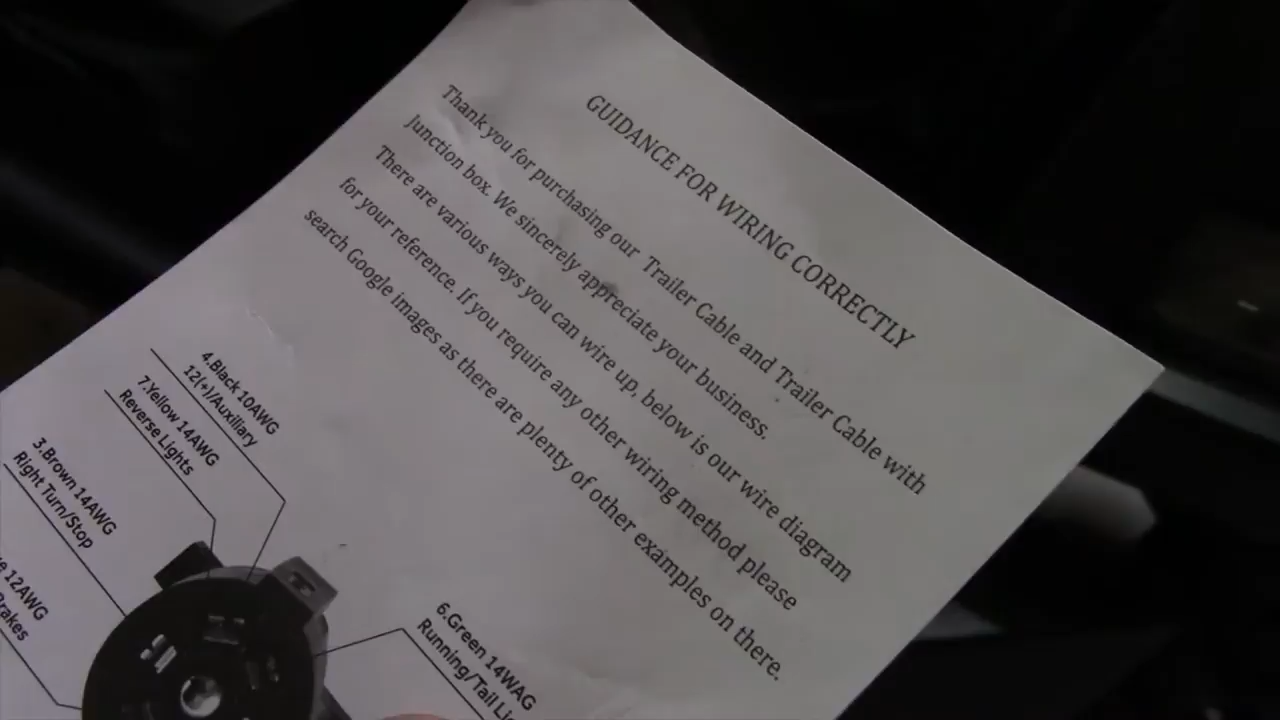 GUIDANCE FOR WIRING CORRECTLY
Thank you for purchasing our Trailer Cable and Trailer Cable with
Junction box. We sincerely appreciate your business.
There are various ways you can wire up, below is our wire diagram
for your reference. If you require any other wiring method please
search Google images as there are plenty of other examples on there.
4.Black 10AWG
12(+)/Auxiliary
7.Yellow 14AWG
Reverse Lights
3.Brown 14AWG
Right Turn/Stop
12AWG
Brakes
6.Green 14WAG
Running/Tail